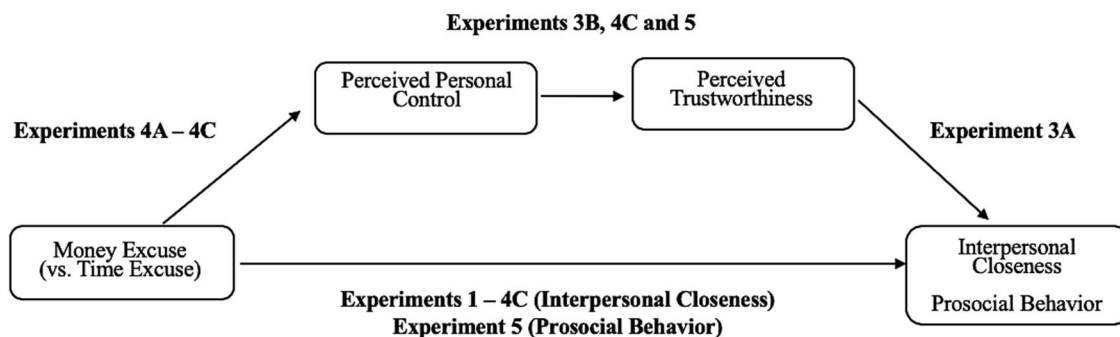 Experiments 3B, 4C and 5
Perceived Personal
Control
Perceived
Trustworthiness
Experiments 4A – 4C
Experiment 3A
Money Excuse
(vs. Time Excuse)
Interpersonal
Closeness
Prosocial Behavior
Experiments 1 – 4C (Interpersonal Closeness)
Experiment 5 (Prosocial Behavior)